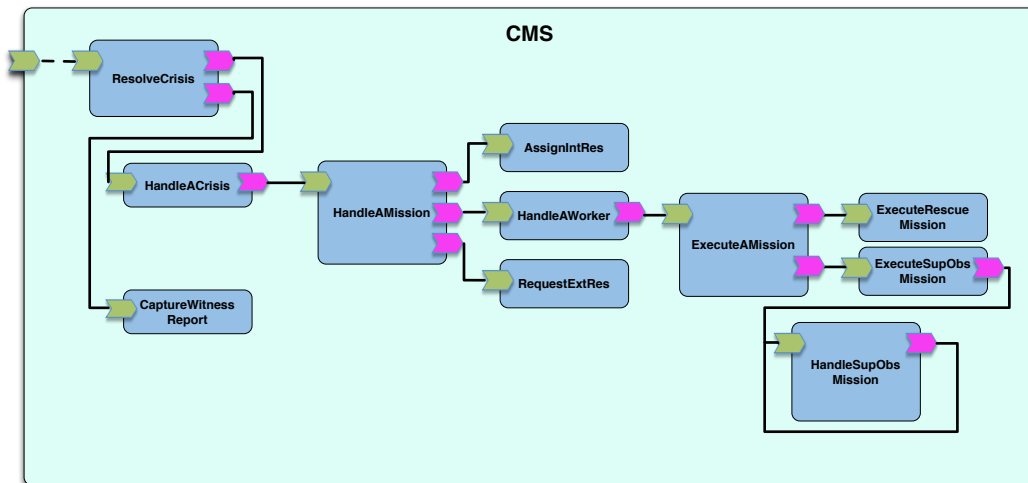 CMS
ResolveCrisis
AssignIntRes
HandleACrisis
HandleAMission
HandleAWorker
ExecuteAMission
ExecuteRescue
Mission
ExecuteSupObs
Mission
RequestExtRes
CaptureWitness
Report
HandleSupObs
Mission